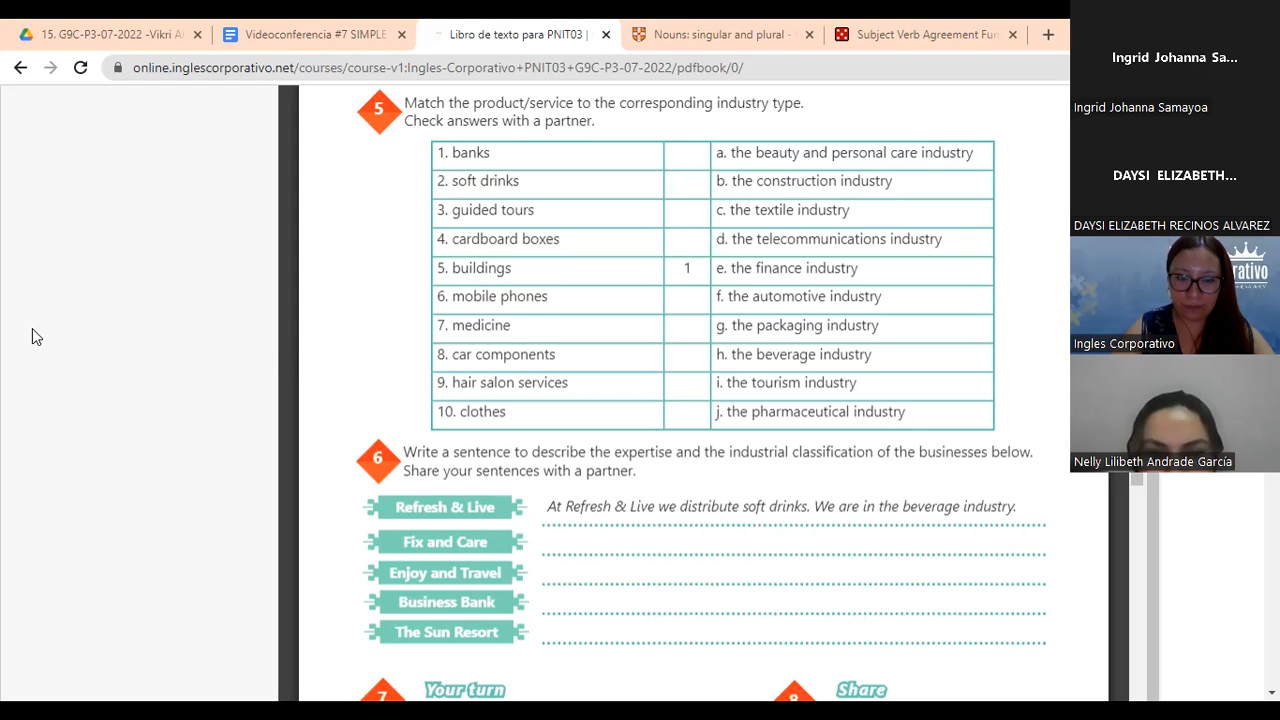 15. G9C-P3-07-2022 -Vikri A
Videoconferencia #7 SIMPLE
Libro de texto para PNIT03 |
Nouns: singular and plural -
Subject Verb Agreement Fun
online.inglescorporativo.net/courses/course-v1:Ingles-Corporativo+PNIT03+G9C-P3-07-2022/pdfbook/0/
5 Match the product/service to the corresponding industry type.
Check answers with a partner.
1. banks a. the beauty and personal care industry
2. soft drinks b. the construction industry
3. guided tours c. the textile industry
4. cardboard boxes d. the telecommunications industry
5. buildings 1 e. the finance industry
6. mobile phones f. the automotive industry
7. medicine g. the packaging industry
8. car components h. the beverage industry
9. hair salon services i. the tourism industry
10. clothes j. the pharmaceutical industry
6 Write a sentence to describe the expertise and the industrial classification of the businesses below.
Share your sentences with a partner.
Refresh & Live At Refresh & Live we distribute soft drinks. We are in the beverage industry.
Fix and Care
Enjoy and Travel
Business Bank
The Sun Resort
7 Your turn
8 Share
Ingrid Johanna Sa...
Ingrid Johanna Samayoa
DAYSI ELIZABETH...
DAYSI ELIZABETH RECINOS ALVAREZ
Ingles Corporativo
Nelly Lilibeth Andrade García